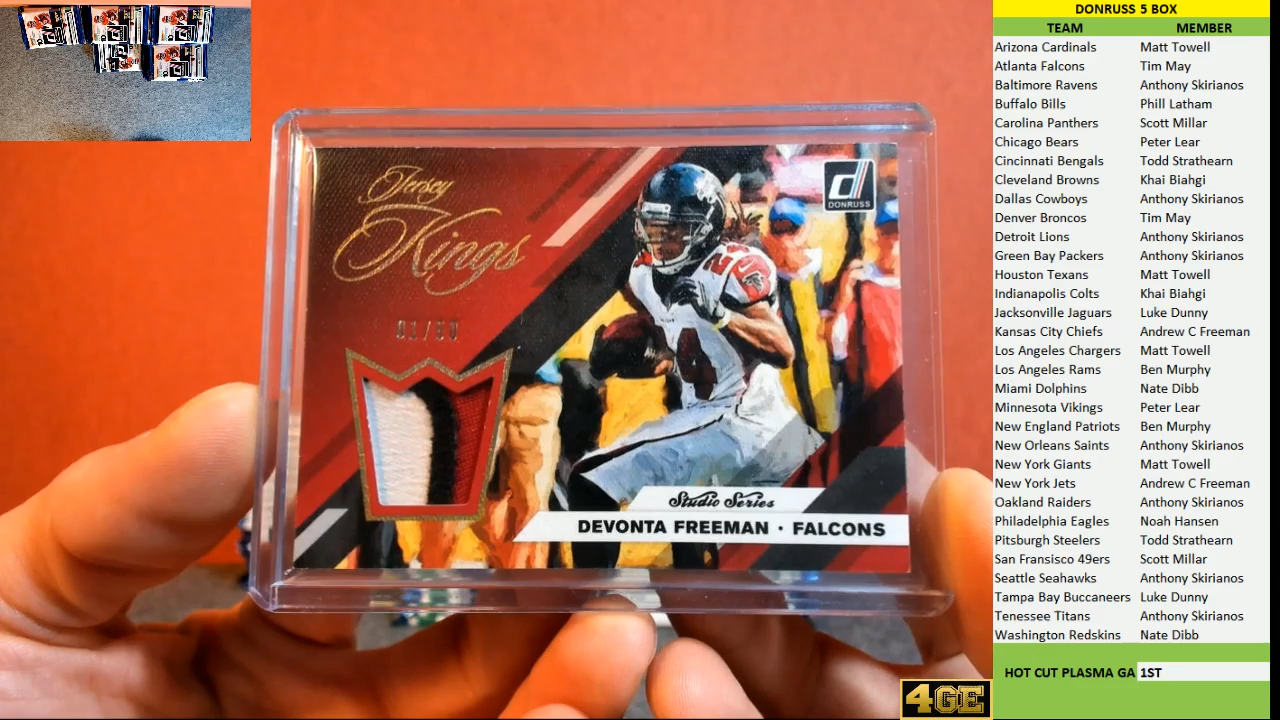 DONRUSS 5 BOX
TEAM MEMBER
Arizona Cardinals Matt Towell
Atlanta Falcons Tim May
Baltimore Ravens Anthony Skirianos
Buffalo Bills Phill Latham
Carolina Panthers Scott Millar
Chicago Bears Peter Lear
Cincinnati Bengals Todd Strathearn
Cleveland Browns Khai Biahgi
Dallas Cowboys Anthony Skirianos
Denver Broncos Tim May
Detroit Lions Anthony Skirianos
Green Bay Packers Anthony Skirianos
Houston Texans Matt Towell
Indianapolis Colts Khai Biahgi
Jacksonville Jaguars Luke Dunny
Kansas City Chiefs Andrew C Freeman
Los Angeles Chargers Matt Towell
Los Angeles Rams Ben Murphy
Miami Dolphins Nate Dibb
Minnesota Vikings Peter Lear
New England Patriots Ben Murphy
New Orleans Saints Anthony Skirianos
New York Giants Matt Towell
New York Jets Andrew C Freeman
Oakland Raiders Anthony Skirianos
Philadelphia Eagles Noah Hansen
Pitsburgh Steelers Todd Strathearn
San Fransisco 49ers Scott Millar
Seattle Seahawks Anthony Skirianos
Tampa Bay Buccaneers Luke Dunny
Tenessee Titans Anthony Skirianos
Washington Redskins Nate Dibb
HOT CUT PLASMA GA 1ST
Jersey
Kings
d
DONRUSS
24
Studio Series
DEVONTA FREEMAN · FALCONS
4GE